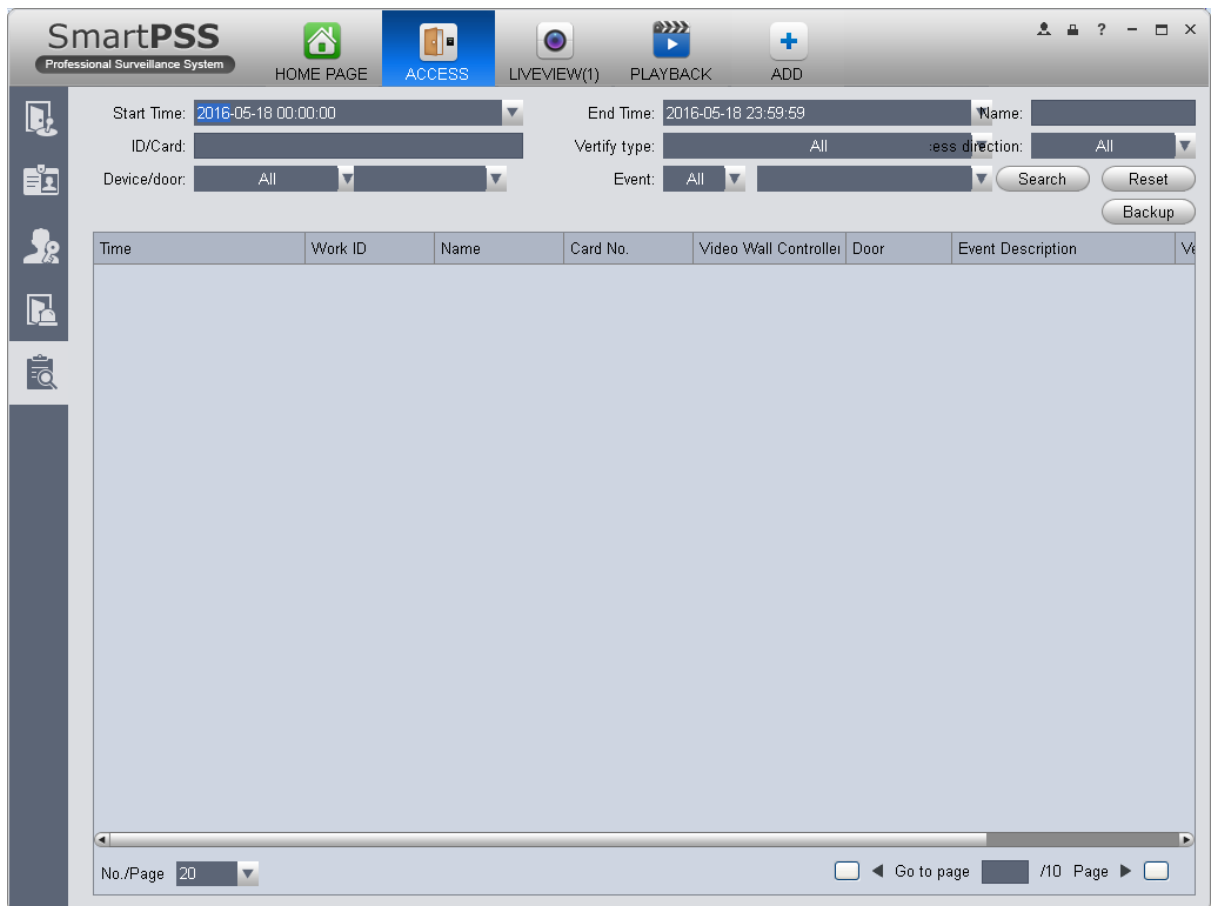 SmartPSS
Professional Surveillance System
HOME PAGE
ACCESS
LIVEVIEW(1)
PLAYBACK
ADD
?
Start Time: 2016-05-18 00:00:00
End Time: 2016-05-18 23:59:59
Name:
ID/Card:
Vertify type: All
ess direction: All
Device/door: All
Event: All
Search
Reset
Backup
Time
Work ID
Name
Card No.
Video Wall Controller
Door
Event Description
No./Page 20
Go to page /10 Page